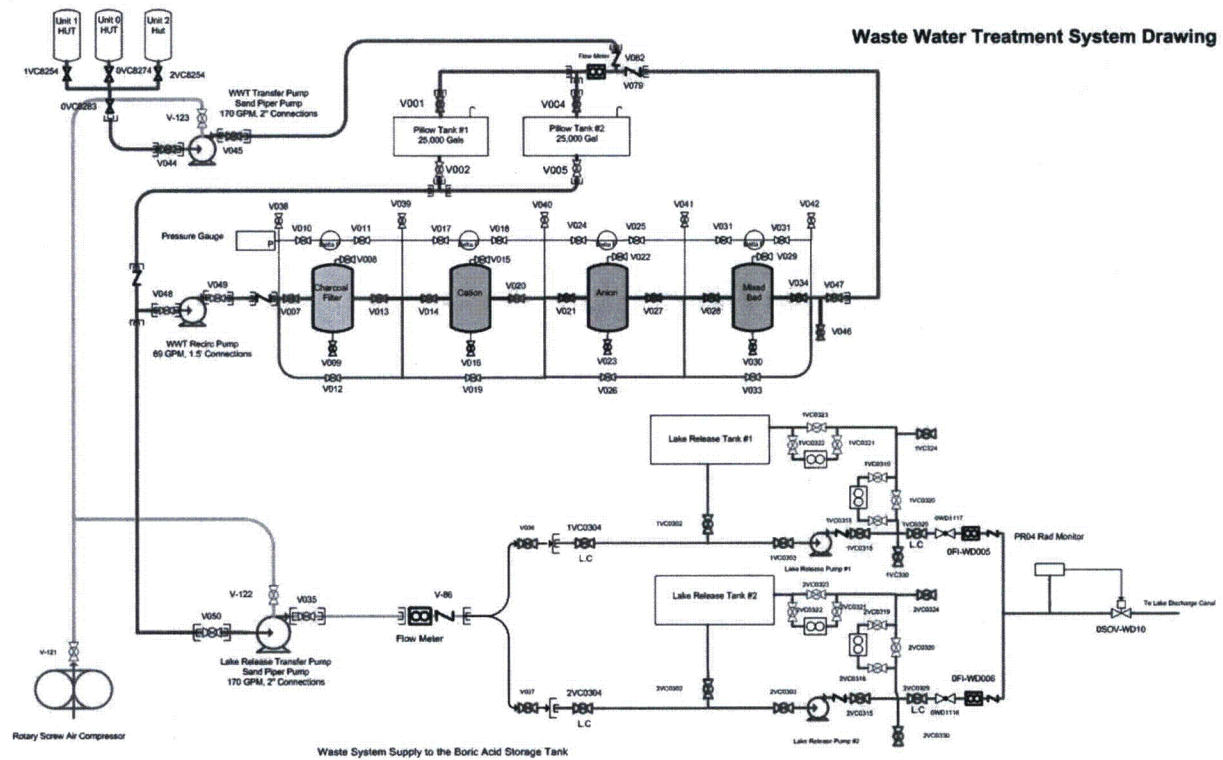 Waste Water Treatment System Drawing
Unit 1
HUT
Unit 0
HUT
Unit 2
Hut
1VC8254
0VC8274
2VC8254
0VC8283
V-123
WWT Transfer Pump
Sand Piper Pump
170 GPM, 2" Connections
V044
V045
Flow Meter
V082
V079
V001
V004
Pillow Tank #1
25,000 Gals
Pillow Tank #2
25,000 Gal
V002
V005
V038
V039
V040
V041
V042
Pressure Gauge
P
V010
V011
V017
V018
V024
V025
V031
V031
V008
V015
V022
V029
Charcoal
Filter
Cation
Anion
Mixed
Bed
V048
V049
V007
V013
V014
V020
V021
V027
V028
V034
V047
V046
WWT Recirc Pump
69 GPM, 1.5' Connections
V009
V016
V023
V030
V012
V019
V026
V033
Lake Release Tank #1
1VC0323
1VC0322
1VC0321
1VC324
1VC0320
1VC0302
1VC0303
1VC0315
1VC330
Lake Release Pump #1
0WD1117
0FI-WD005
L.C
PR04 Rad Monitor
V036
1VC0304
L.C
V-122
V035
V-86
Flow Meter
V050
Lake Release Transfer Pump
Sand Piper Pump
170 GPM, 2" Connections
V-121
Rotary Screw Air Compressor
Lake Release Tank #2
2VC0323
2VC0324
2VC0319
2VC0320
2VC0316
2VC0302
2VC0303
2VC0315
2VC0329
L.C
0WD1116
0FI-WD006
2VC0330
Lake Release Pump #2
V037
2VC0304
L.C
To Lake Discharge Canal
0SOV-WD10
Waste System Supply to the Boric Acid Storage Tank